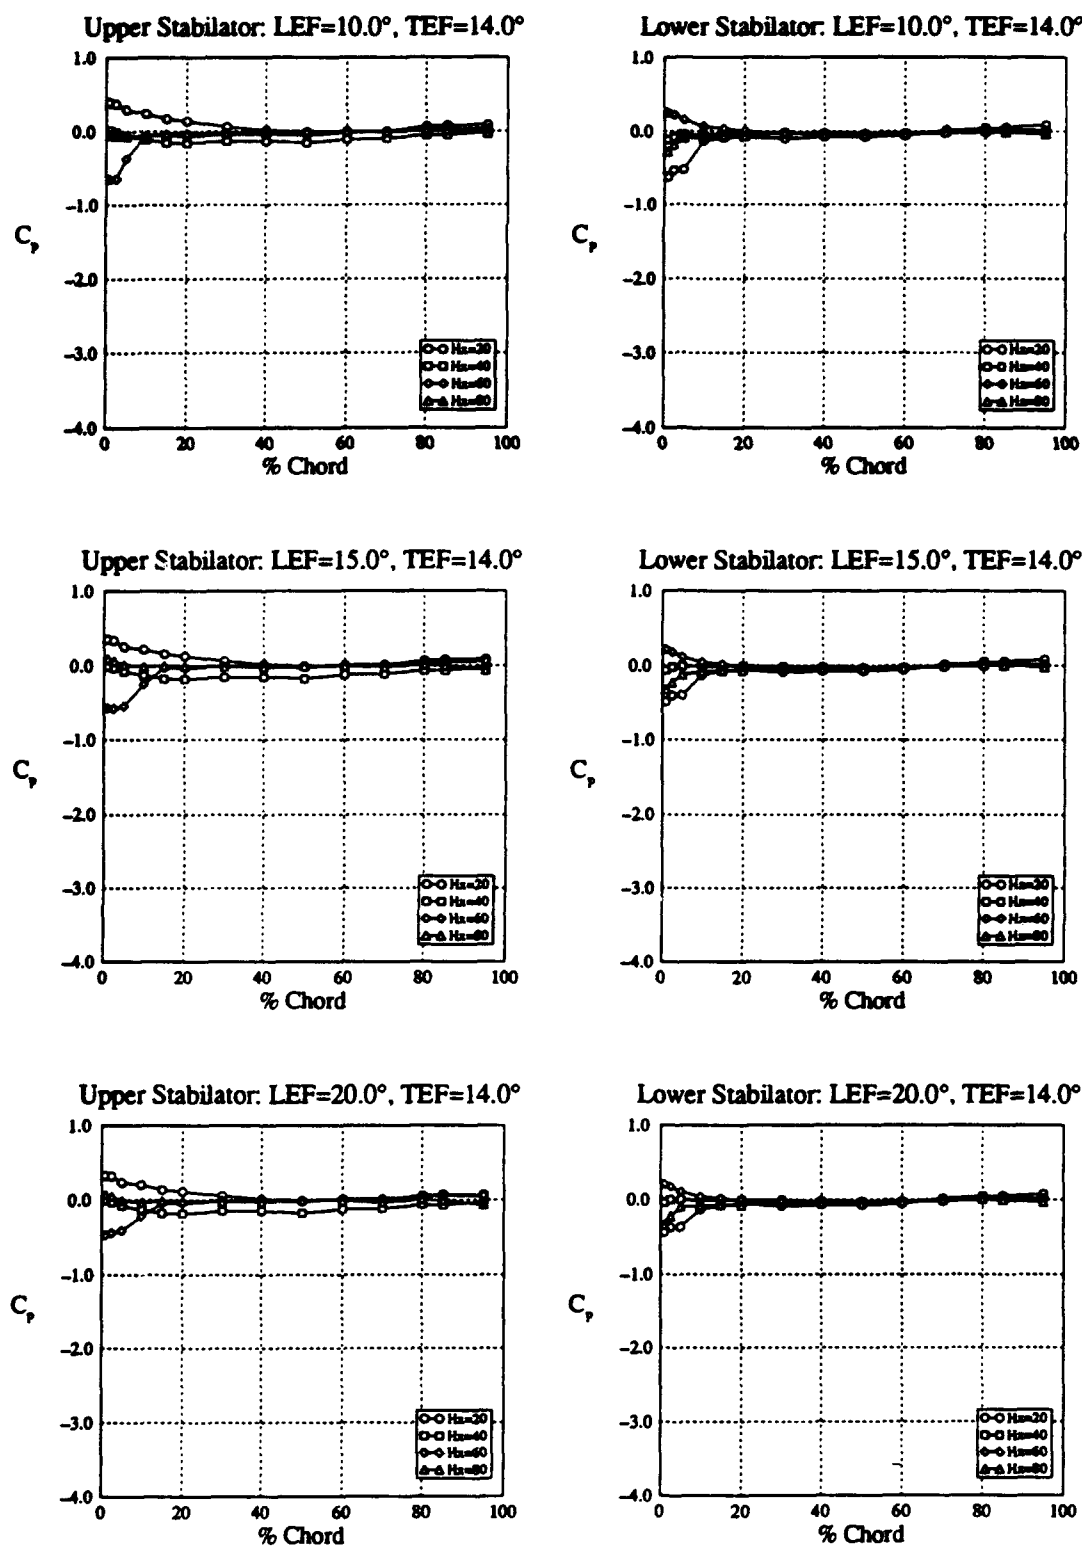 Upper Stabilator: LEF=10.0°, TEF=14.0°
1.0
0.0
-1.0
-2.0
-3.0
-4.0
Cp
0 20 40 60 80 100
% Chord
Hz=20
Hz=40
Hz=60
Hz=80
Lower Stabilator: LEF=10.0°, TEF=14.0°
1.0
0.0
-1.0
-2.0
-3.0
-4.0
Cp
0 20 40 60 80 100
% Chord
Hz=20
Hz=40
Hz=60
Hz=80
Upper Stabilator: LEF=15.0°, TEF=14.0°
1.0
0.0
-1.0
-2.0
-3.0
-4.0
Cp
0 20 40 60 80 100
% Chord
Hz=20
Hz=40
Hz=60
Hz=80
Lower Stabilator: LEF=15.0°, TEF=14.0°
1.0
0.0
-1.0
-2.0
-3.0
-4.0
Cp
0 20 40 60 80 100
% Chord
Hz=20
Hz=40
Hz=60
Hz=80
Upper Stabilator: LEF=20.0°, TEF=14.0°
1.0
0.0
-1.0
-2.0
-3.0
-4.0
Cp
0 20 40 60 80 100
% Chord
Hz=20
Hz=40
Hz=60
Hz=80
Lower Stabilator: LEF=20.0°, TEF=14.0°
1.0
0.0
-1.0
-2.0
-3.0
-4.0
Cp
0 20 40 60 80 100
% Chord
Hz=20
Hz=40
Hz=60
Hz=80